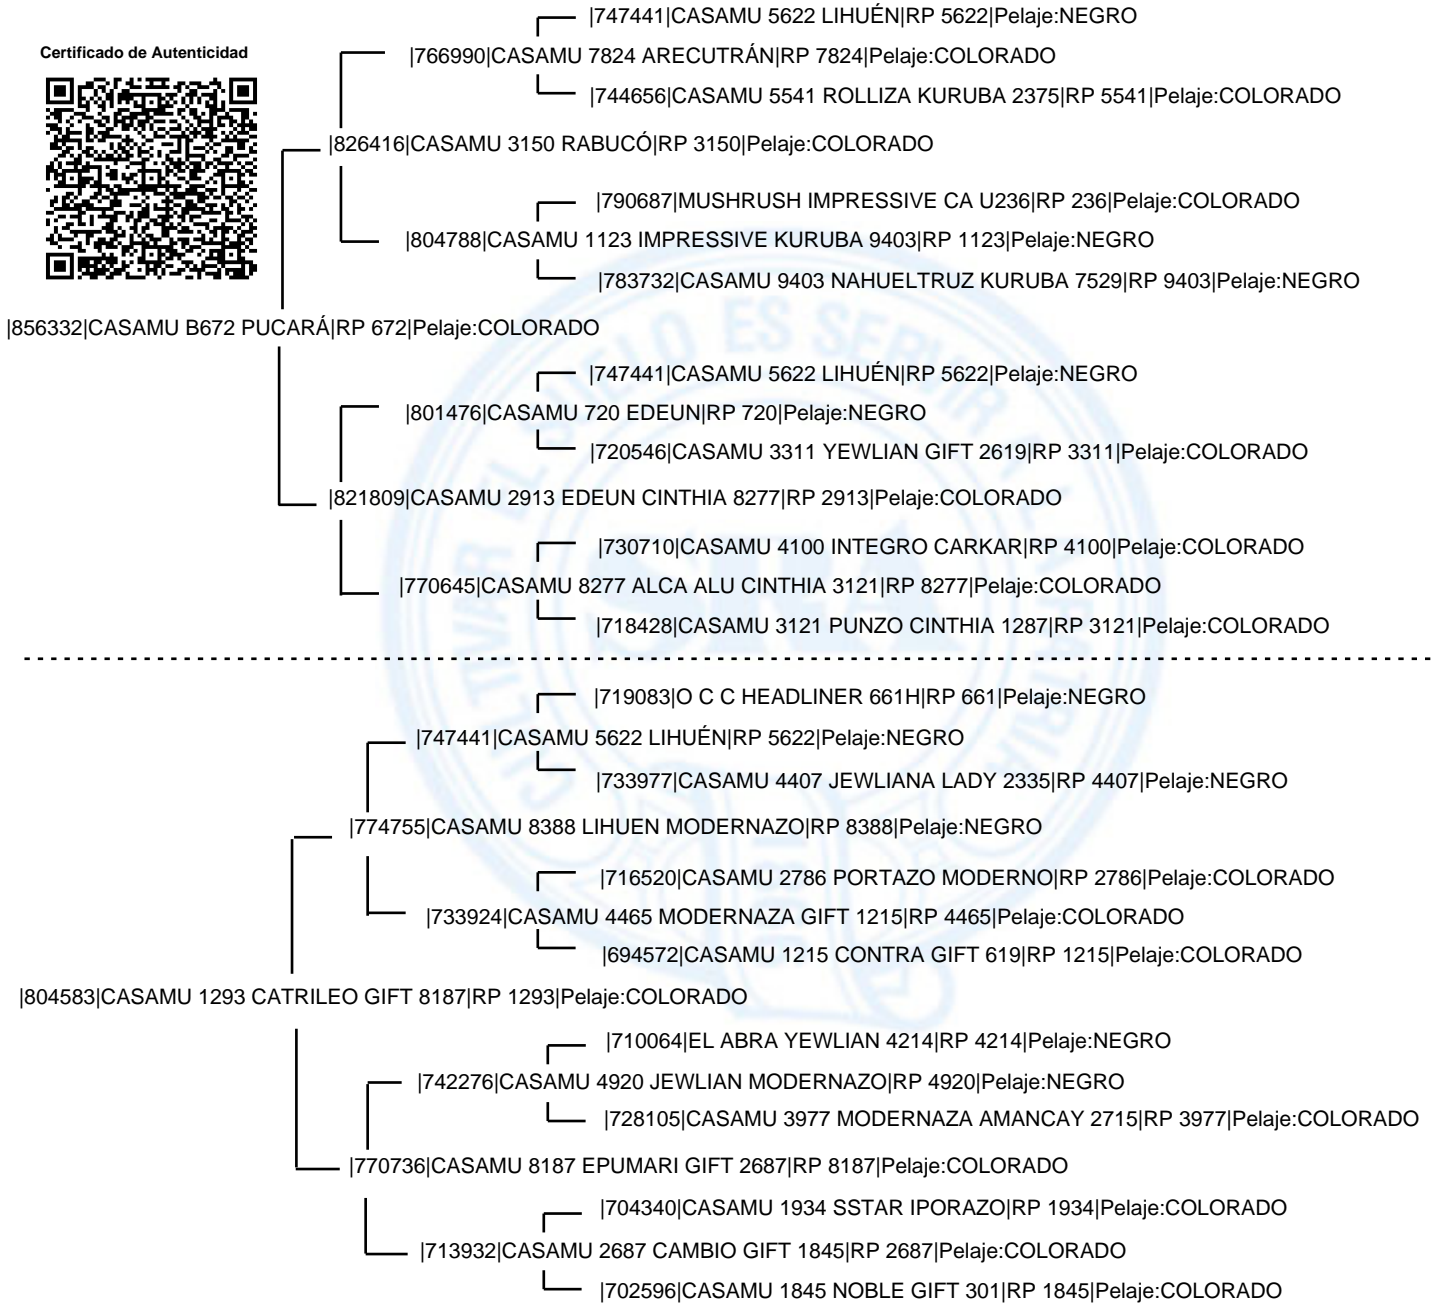 |747441|CASAMU 5622 LIHUÉN|RP 5622|Pelaje:NEGRO
Certificado de Autenticidad
|766990|CASAMU 7824 ARECUTRÁN|RP 7824|Pelaje:COLORADO
|744656|CASAMU 5541 ROLLIZA KURUBA 2375|RP 5541|Pelaje:COLORADO
|826416|CASAMU 3150 RABUCÓ|RP 3150|Pelaje:COLORADO
|790687|MUSHRUSH IMPRESSIVE CA U236|RP 236|Pelaje:COLORADO
|804788|CASAMU 1123 IMPRESSIVE KURUBA 9403|RP 1123|Pelaje:NEGRO
|783732|CASAMU 9403 NAHUELTRUZ KURUBA 7529|RP 9403|Pelaje:NEGRO
|856332|CASAMU B672 PUCARÁ|RP 672|Pelaje:COLORADO
|747441|CASAMU 5622 LIHUÉN|RP 5622|Pelaje:NEGRO
|801476|CASAMU 720 EDEUN|RP 720|Pelaje:NEGRO
|720546|CASAMU 3311 YEWLIAN GIFT 2619|RP 3311|Pelaje:COLORADO
|821809|CASAMU 2913 EDEUN CINTHIA 8277|RP 2913|Pelaje:COLORADO
|730710|CASAMU 4100 INTEGRO CARKAR|RP 4100|Pelaje:COLORADO
|770645|CASAMU 8277 ALCA ALU CINTHIA 3121|RP 8277|Pelaje:COLORADO
|718428|CASAMU 3121 PUNZO CINTHIA 1287|RP 3121|Pelaje:COLORADO
|719083|O C C HEADLINER 661H|RP 661|Pelaje:NEGRO
|747441|CASAMU 5622 LIHUÉN|RP 5622|Pelaje:NEGRO
|733977|CASAMU 4407 JEWLIANA LADY 2335|RP 4407|Pelaje:NEGRO
|774755|CASAMU 8388 LIHUEN MODERNAZO|RP 8388|Pelaje:NEGRO
|716520|CASAMU 2786 PORTAZO MODERNO|RP 2786|Pelaje:COLORADO
|733924|CASAMU 4465 MODERNAZA GIFT 1215|RP 4465|Pelaje:COLORADO
|694572|CASAMU 1215 CONTRA GIFT 619|RP 1215|Pelaje:COLORADO
|804583|CASAMU 1293 CATRILEO GIFT 8187|RP 1293|Pelaje:COLORADO
|710064|EL ABRA YEWLIAN 4214|RP 4214|Pelaje:NEGRO
|742276|CASAMU 4920 JEWLIAN MODERNAZO|RP 4920|Pelaje:NEGRO
|728105|CASAMU 3977 MODERNAZA AMANCAY 2715|RP 3977|Pelaje:COLORADO
|770736|CASAMU 8187 EPUMARI GIFT 2687|RP 8187|Pelaje:COLORADO
|704340|CASAMU 1934 SSTAR IPORAZO|RP 1934|Pelaje:COLORADO
|713932|CASAMU 2687 CAMBIO GIFT 1845|RP 2687|Pelaje:COLORADO
|702596|CASAMU 1845 NOBLE GIFT 301|RP 1845|Pelaje:COLORADO
CULTIVAR EL SUELO ES SERVIR A LA PATRIA
SRA
1866